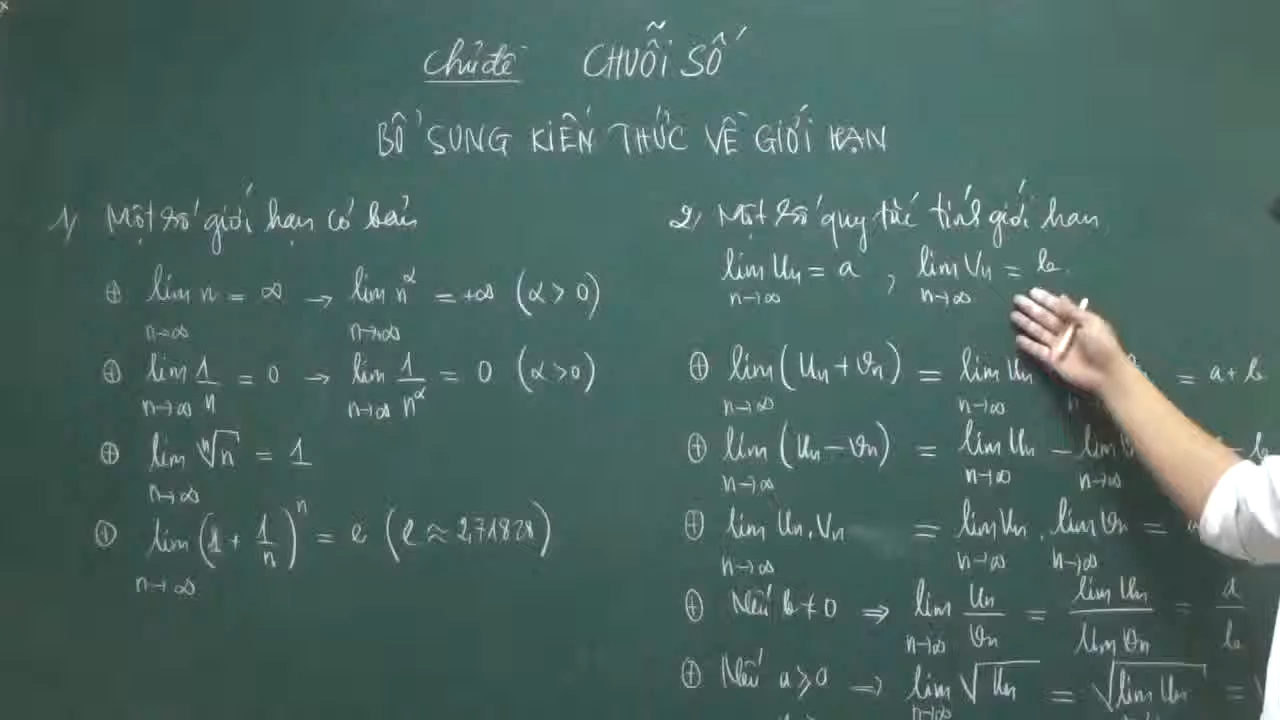 Chủ đề CHUỖI SỐ
BỔ SUNG KIẾN THỨC VỀ GIỚI HẠN
1) Một số giới hạn cơ bản
⊕ lim n = ∞ → lim n^α = +∞ (α > 0)
n→∞ n→∞
⊕ lim 1/n = 0 → lim 1/n^α = 0 (α > 0)
n→∞ n→∞
⊕ lim ⁿ√n = 1
n→∞
⊕ lim (1 + 1/n)^n = e (e ≈ 2,71828)
n→∞
2) Một số quy tắc tính giới hạn
lim Un = a , lim Vn = b
n→∞ n→∞
⊕ lim (Un + Vn) = lim Un = a + b
n→∞ n→∞
⊕ lim (Un − Vn) = lim Un − lim − b
n→∞ n→∞ n→∞
⊕ lim Un.Vn = lim Un . lim Vn =
n→∞ n→∞ n→∞
⊕ Nếu b ≠ 0 ⇒ lim Un/Vn = lim Un/lim Vn = a/b
n→∞
⊕ Nếu a ≥ 0 ⇒ lim √Un = √lim Un =
n→∞